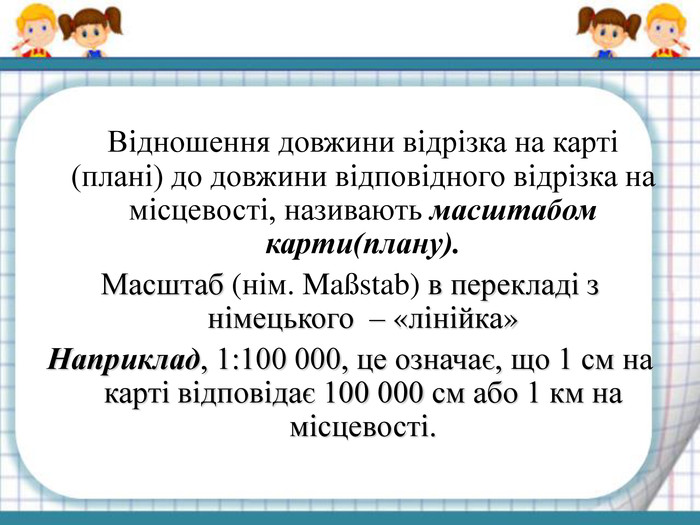 Відношення довжини відрізка на карті
(плані) до довжини відповідного відрізка на
місцевості, називають масштабом
карти(плану).
Масштаб (нім. Maßstab) в перекладі з
німецького – «лінійка»
Наприклад, 1:100 000, це означає, що 1 см на
карті відповідає 100 000 см або 1 км на
місцевості.